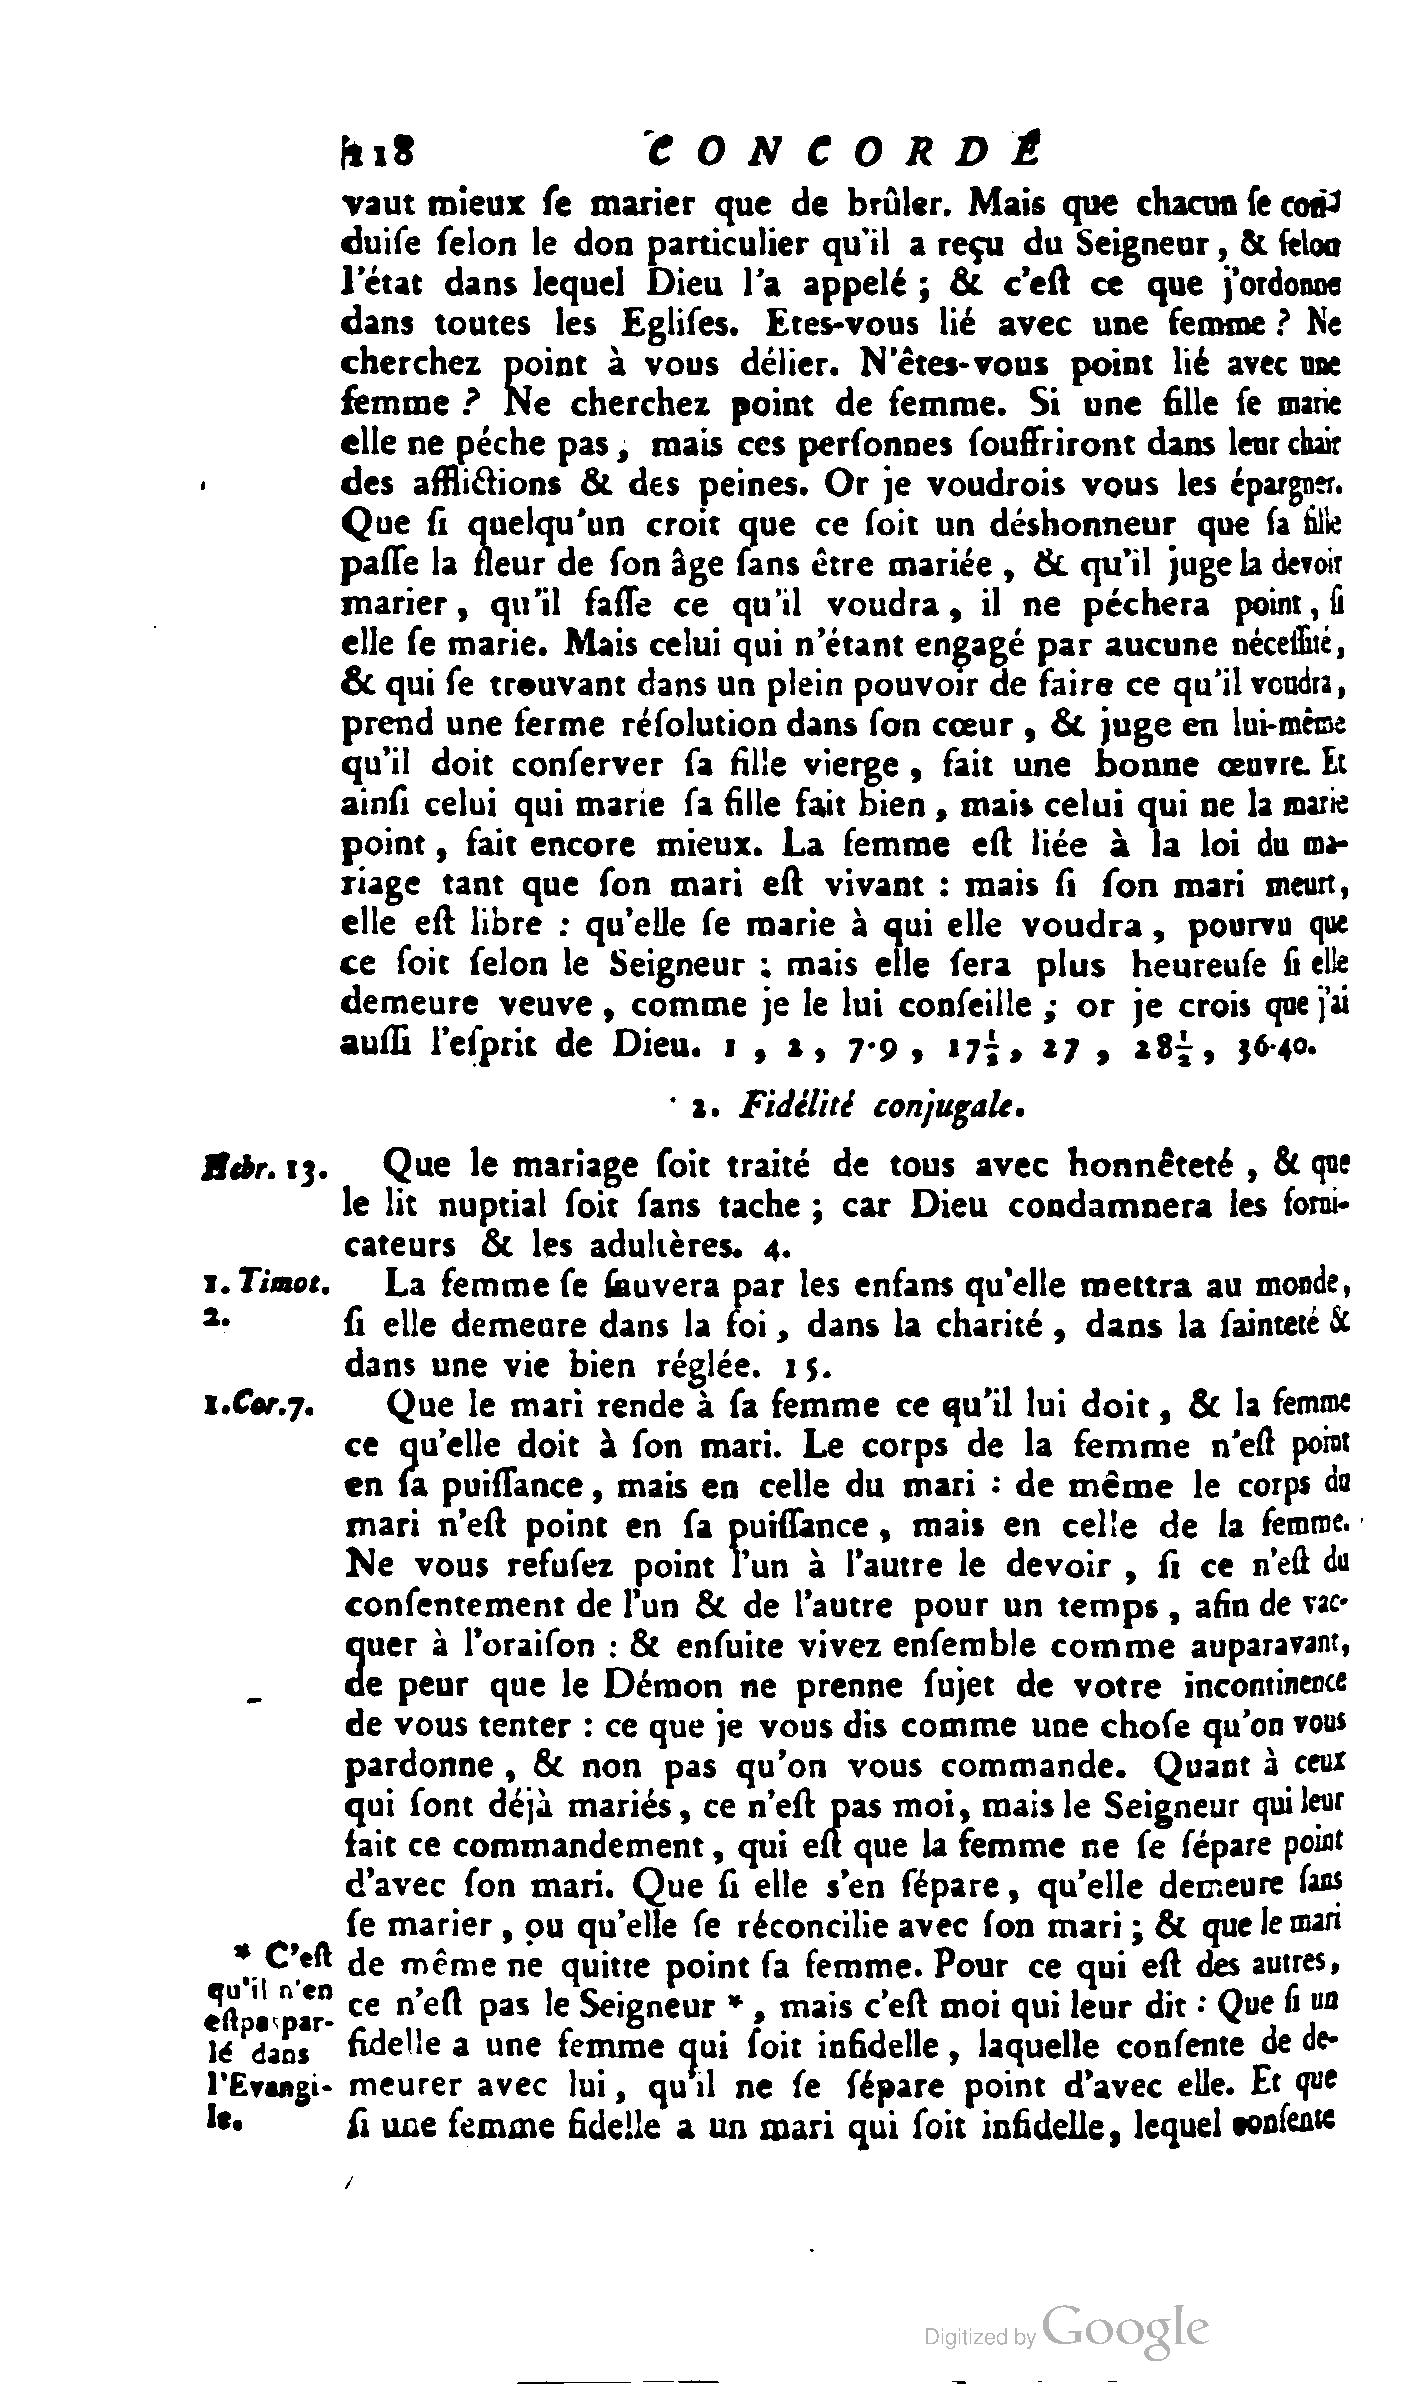 218 CONCORDE
vaut mieux ſe marier que de brûler. Mais que chacun ſe con-
duiſe ſelon le don particulier qu'il a reçu du Seigneur, & ſelon
l'état dans lequel Dieu l'a appelé ; & c'eſt ce que j'ordonne
dans toutes les Egliſes. Etes-vous lié avec une femme ? Ne
cherchez point à vous délier. N'êtes-vous point lié avec une
femme ? Ne cherchez point de femme. Si une fille ſe marie
elle ne péche pas, mais ces perſonnes ſouffriront dans leur chair
des afflictions & des peines. Or je voudrois vous les épargner.
Que ſi quelqu'un croit que ce ſoit un déshonneur que ſa fille
paſſe la fleur de ſon âge ſans être mariée, & qu'il juge la devoir
marier, qu'il faſſe ce qu'il voudra, il ne péchera point, ſi
elle ſe marie. Mais celui qui n'étant engagé par aucune néceſſité,
& qui ſe trouvant dans un plein pouvoir de faire ce qu'il voudra,
prend une ferme réſolution dans ſon cœur, & juge en lui-même
qu'il doit conſerver ſa fille vierge, fait une bonne œuvre. Et
ainſi celui qui marie ſa fille fait bien, mais celui qui ne la marie
point, fait encore mieux. La femme eſt liée à la loi du ma-
riage tant que ſon mari eſt vivant : mais ſi ſon mari meurt,
elle eſt libre : qu'elle ſe marie à qui elle voudra, pourvu que
ce ſoit ſelon le Seigneur : mais elle ſera plus heureuſe ſi elle
demeure veuve, comme je le lui conſeille ; or je crois que j'ai
auſſi l'eſprit de Dieu. 1, 2, 7-9, 17½, 27, 28½, 36-40.
2. Fidélité conjugale.
Hebr. 13. Que le mariage ſoit traité de tous avec honnêteté, & que
le lit nuptial ſoit ſans tache ; car Dieu condamnera les forni-
cateurs & les adultères. 4.
1. Timot. La femme ſe ſauvera par les enfans qu'elle mettra au monde,
2. ſi elle demeure dans la foi, dans la charité, dans la ſainteté &
dans une vie bien réglée. 15.
1.Cor.7. Que le mari rende à ſa femme ce qu'il lui doit, & la femme
ce qu'elle doit à ſon mari. Le corps de la femme n'eſt point
en ſa puiſſance, mais en celle du mari : de même le corps du
mari n'eſt point en ſa puiſſance, mais en celle de la femme.
Ne vous refuſez point l'un à l'autre le devoir, ſi ce n'eſt du
conſentement de l'un & de l'autre pour un temps, afin de vac-
quer à l'oraiſon : & enſuite vivez enſemble comme auparavant,
de peur que le Démon ne prenne ſujet de votre incontinence
de vous tenter : ce que je vous dis comme une choſe qu'on vous
pardonne, & non pas qu'on vous commande. Quant à ceux
qui ſont déjà mariés, ce n'eſt pas moi, mais le Seigneur qui leur
fait ce commandement, qui eſt que la femme ne ſe ſépare point
d'avec ſon mari. Que ſi elle s'en ſépare, qu'elle demeure ſans
ſe marier, ou qu'elle ſe réconcilie avec ſon mari ; & que le mari
* C'eſt de même ne quitte point ſa femme. Pour ce qui eſt des autres,
qu'il n'en ce n'eſt pas le Seigneur *, mais c'eſt moi qui leur dit : Que ſi un
eſt pas par- fidelle a une femme qui ſoit infidelle, laquelle conſente de de-
lé dans meurer avec lui, qu'il ne ſe ſépare point d'avec elle. Et que
l'Evangi- ſi une femme fidelle a un mari qui ſoit infidelle, lequel conſente
le.
Digitized by Google